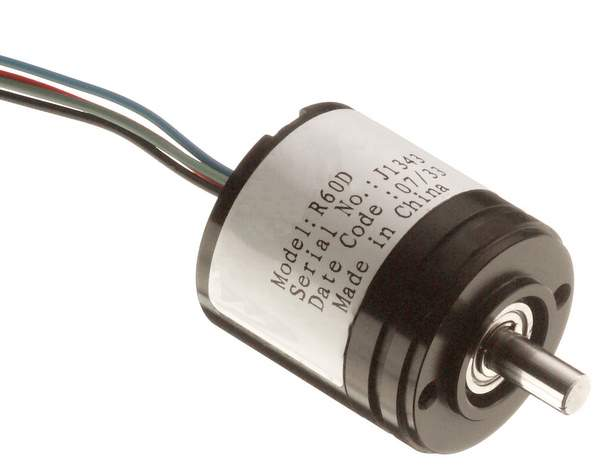 Model:R60D
Serial No.:J1343
Date Code :07/33
Made in China